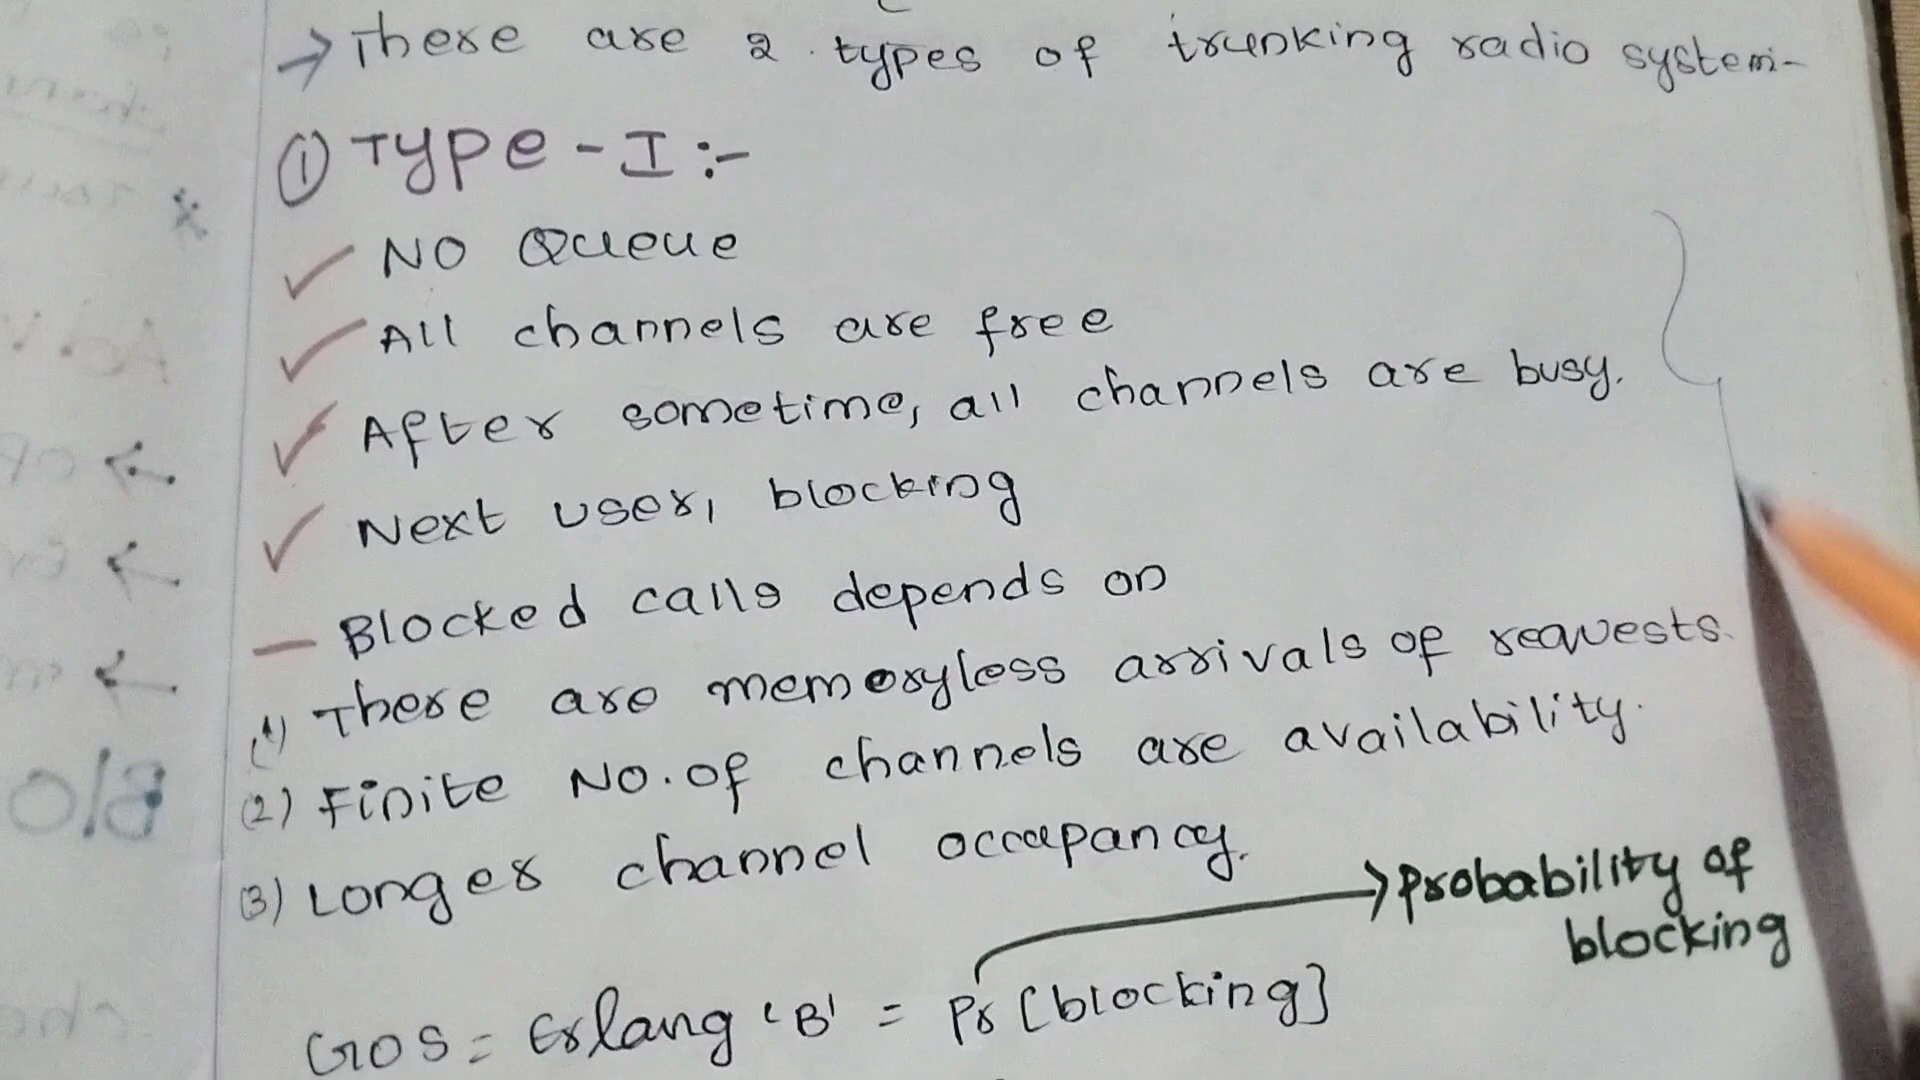 → There are 2 types of trunking radio system-
① Type - I :-
NO Queue
All channels are free
After sometime, all channels are busy.
Next user, blocking
— Blocked calls depends on
(1) There are memoryless arrivals of requests.
(2) Finite No. of channels are availability.
(3) Longer channel occupancy.
→ probability of
blocking
GOS = Erlang 'B' = Pr [blocking]